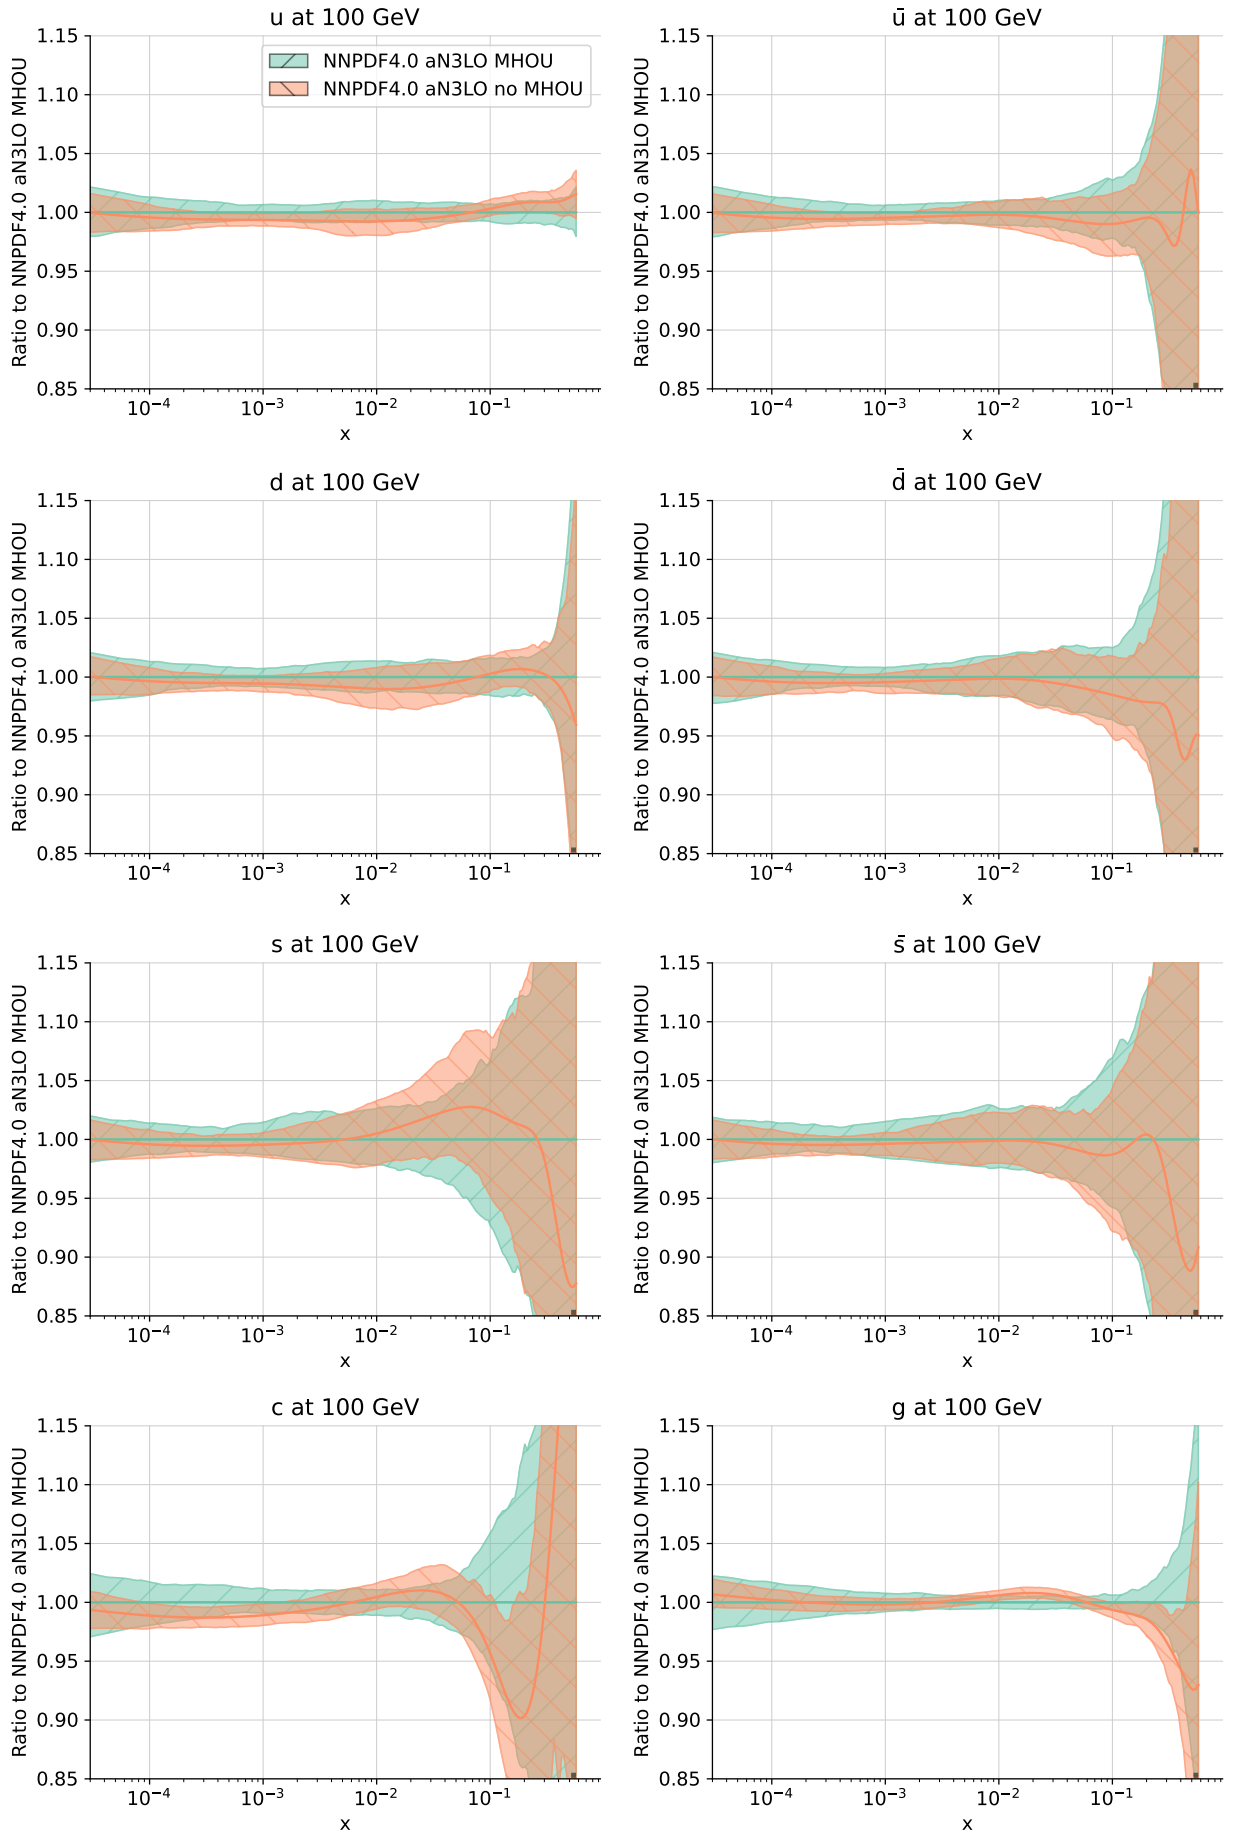 u at 100 GeV
Ratio to NNPDF4.0 aN3LO MHOU
1.15
1.10
1.05
1.00
0.95
0.90
0.85
NNPDF4.0 aN3LO MHOU
NNPDF4.0 aN3LO no MHOU
10⁻⁴ 10⁻³ 10⁻² 10⁻¹
x
ū at 100 GeV
Ratio to NNPDF4.0 aN3LO MHOU
1.15
1.10
1.05
1.00
0.95
0.90
0.85
10⁻⁴ 10⁻³ 10⁻² 10⁻¹
x
d at 100 GeV
Ratio to NNPDF4.0 aN3LO MHOU
1.15
1.10
1.05
1.00
0.95
0.90
0.85
10⁻⁴ 10⁻³ 10⁻² 10⁻¹
x
d̄ at 100 GeV
Ratio to NNPDF4.0 aN3LO MHOU
1.15
1.10
1.05
1.00
0.95
0.90
0.85
10⁻⁴ 10⁻³ 10⁻² 10⁻¹
x
s at 100 GeV
Ratio to NNPDF4.0 aN3LO MHOU
1.15
1.10
1.05
1.00
0.95
0.90
0.85
10⁻⁴ 10⁻³ 10⁻² 10⁻¹
x
s̄ at 100 GeV
Ratio to NNPDF4.0 aN3LO MHOU
1.15
1.10
1.05
1.00
0.95
0.90
0.85
10⁻⁴ 10⁻³ 10⁻² 10⁻¹
x
c at 100 GeV
Ratio to NNPDF4.0 aN3LO MHOU
1.15
1.10
1.05
1.00
0.95
0.90
0.85
10⁻⁴ 10⁻³ 10⁻² 10⁻¹
x
g at 100 GeV
Ratio to NNPDF4.0 aN3LO MHOU
1.15
1.10
1.05
1.00
0.95
0.90
0.85
10⁻⁴ 10⁻³ 10⁻² 10⁻¹
x